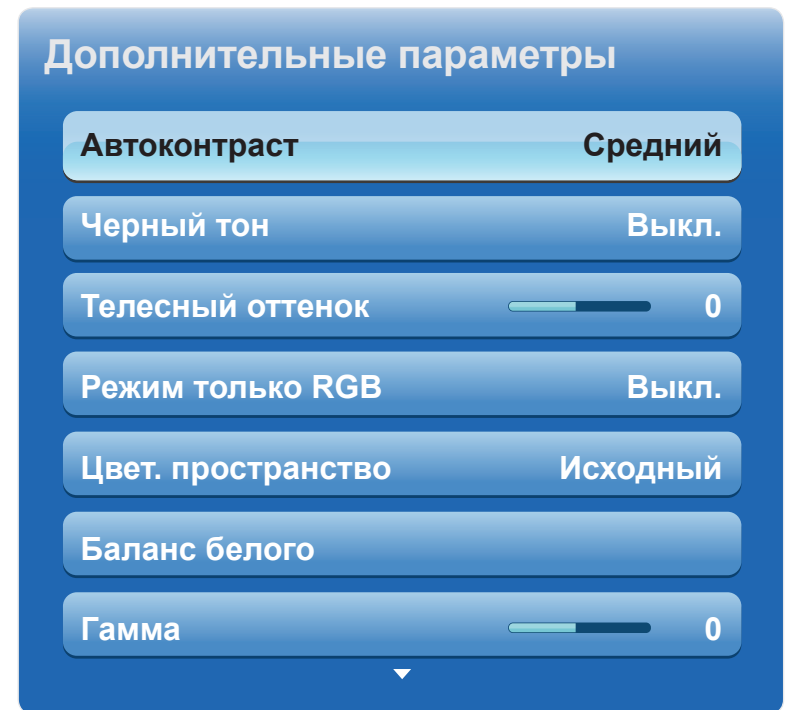 Дополнительные параметры
Автоконтраст Средний
Черный тон Выкл.
Телесный оттенок 0
Режим только RGB Выкл.
Цвет. пространство Исходный
Баланс белого
Гамма 0